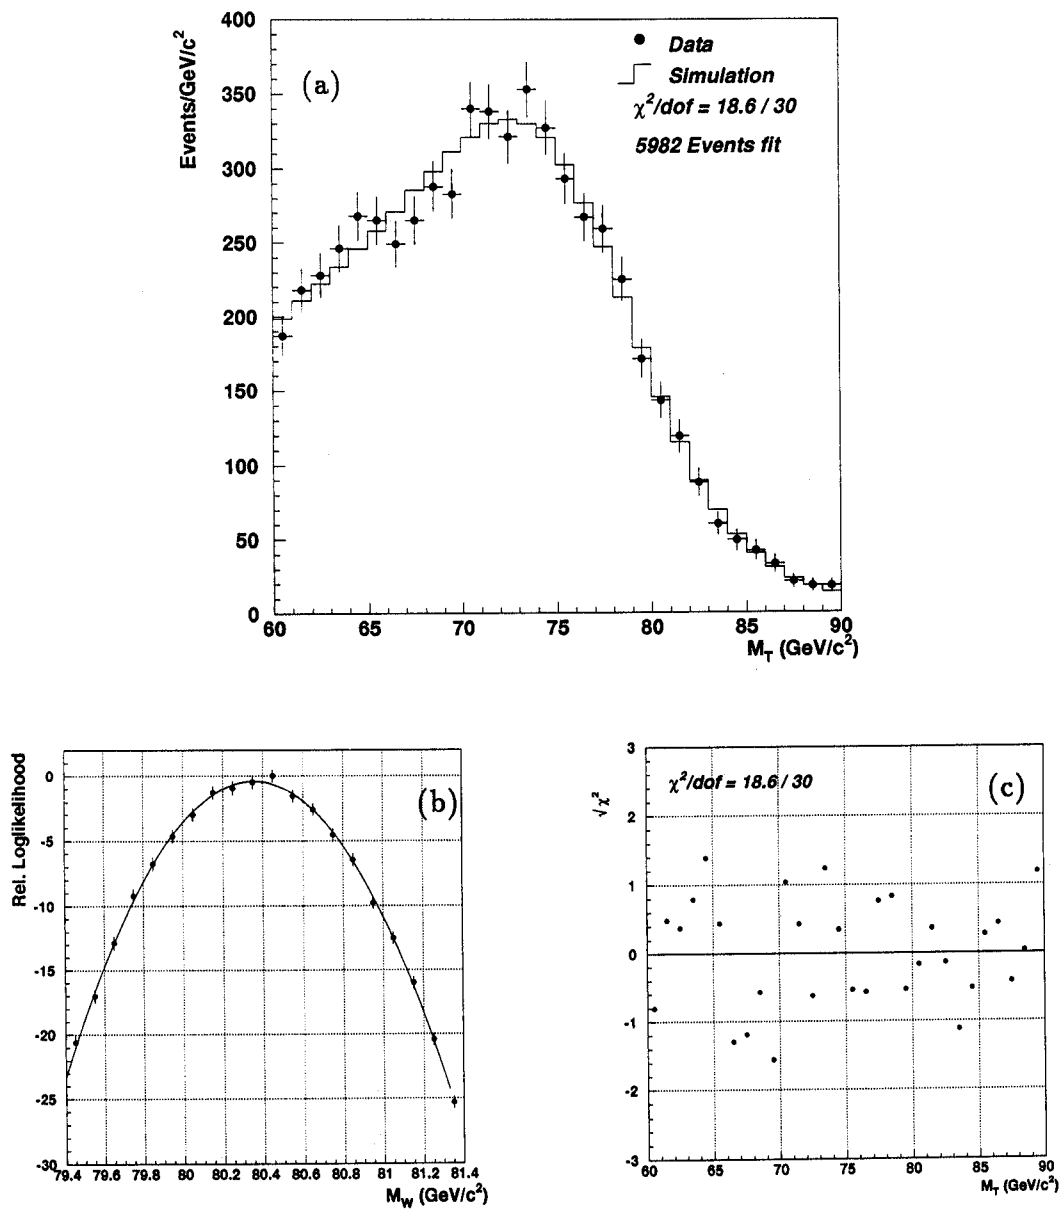 400
350
300
250
200
150
100
50
0
Events/GeV/c²
(a)
Data
Simulation
χ²/dof = 18.6 / 30
5982 Events fit
60 65 70 75 80 85 90
M_T (GeV/c²)
Rel. Loglikelihood
0
-5
-10
-15
-20
-25
-30
(b)
79.4 79.6 79.8 80 80.2 80.4 80.6 80.8 81 81.2 81.4
M_W (GeV/c²)
√χ²
3
2
1
0
-1
-2
-3
χ²/dof = 18.6 / 30
(c)
60 65 70 75 80 85 90
M_T (GeV/c²)